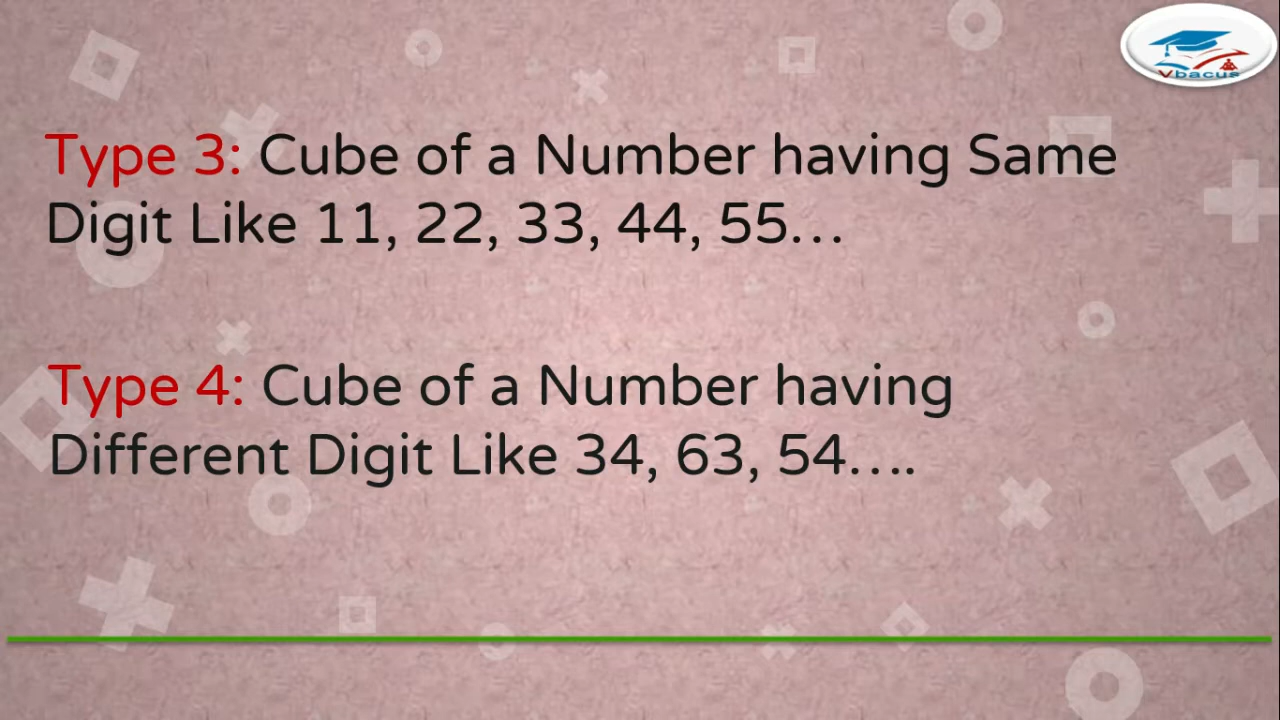 Vbacus
Type 3: Cube of a Number having Same
Digit Like 11, 22, 33, 44, 55...
Type 4: Cube of a Number having
Different Digit Like 34, 63, 54....